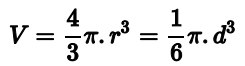 V = 4/3 π. r³ = 1/6 π. d³